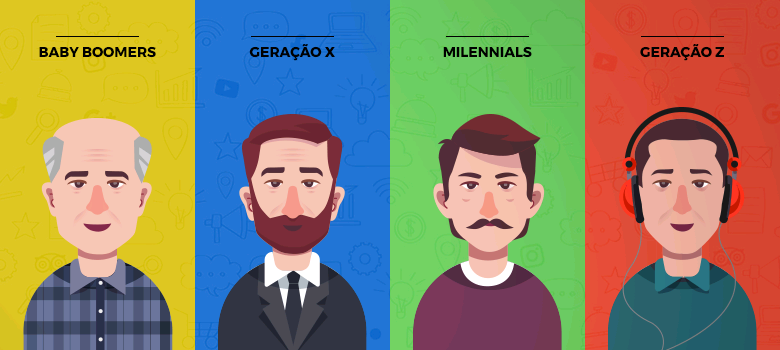 BABY BOOMERS
GERAÇÃO X
MILENNIALS
GERAÇÃO Z